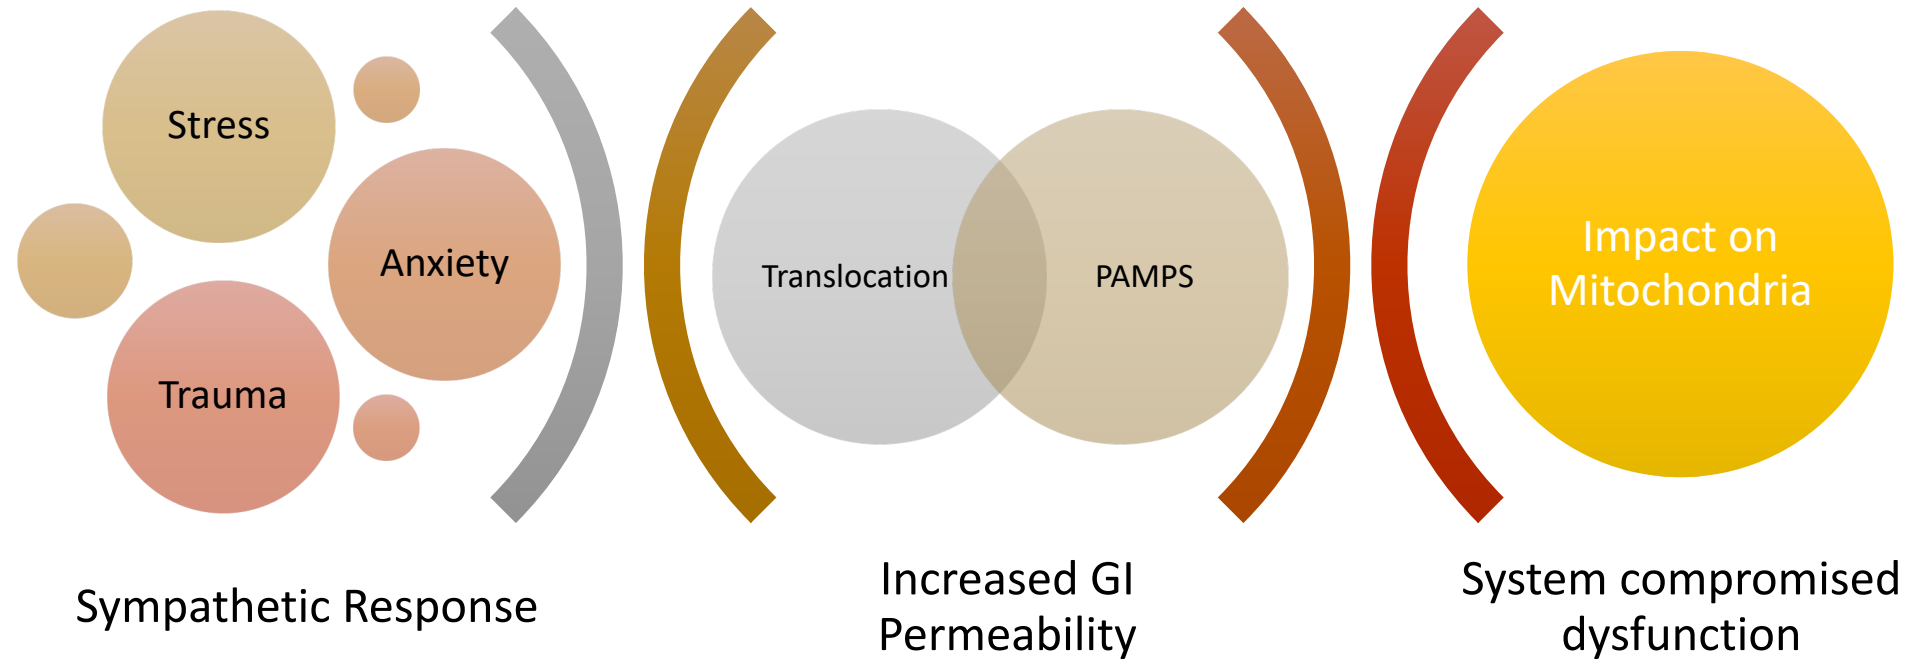 Stress
Anxiety
Trauma
Sympathetic Response
Translocation
PAMPS
Increased GI
Permeability
Impact on
Mitochondria
System compromised
dysfunction